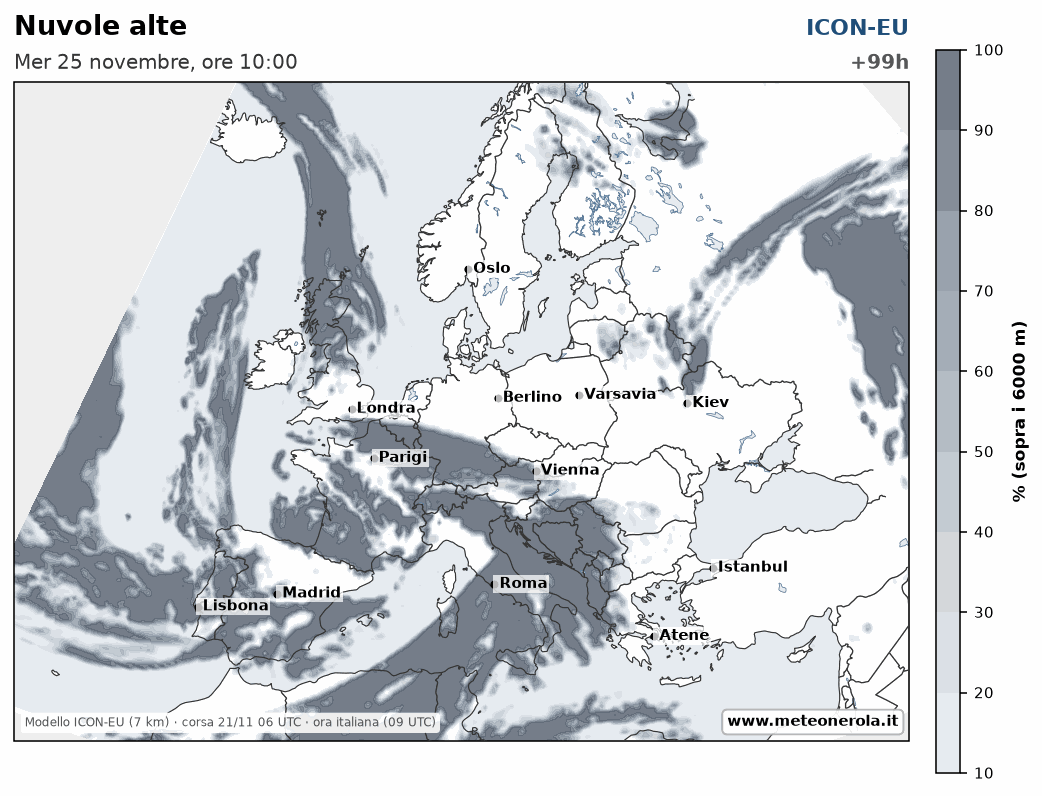 Nuvole alte
ICON-EU
Mer 25 novembre, ore 10:00
+99h
100
90
80
70
60
50
40
30
20
10
% (sopra i 6000 m)
Oslo
Berlino
Varsavia
Kiev
Londra
Parigi
Vienna
Istanbul
Roma
Madrid
Lisbona
Atene
Modello ICON-EU (7 km) · corsa 21/11 06 UTC · ora italiana (09 UTC)
www.meteonerola.it